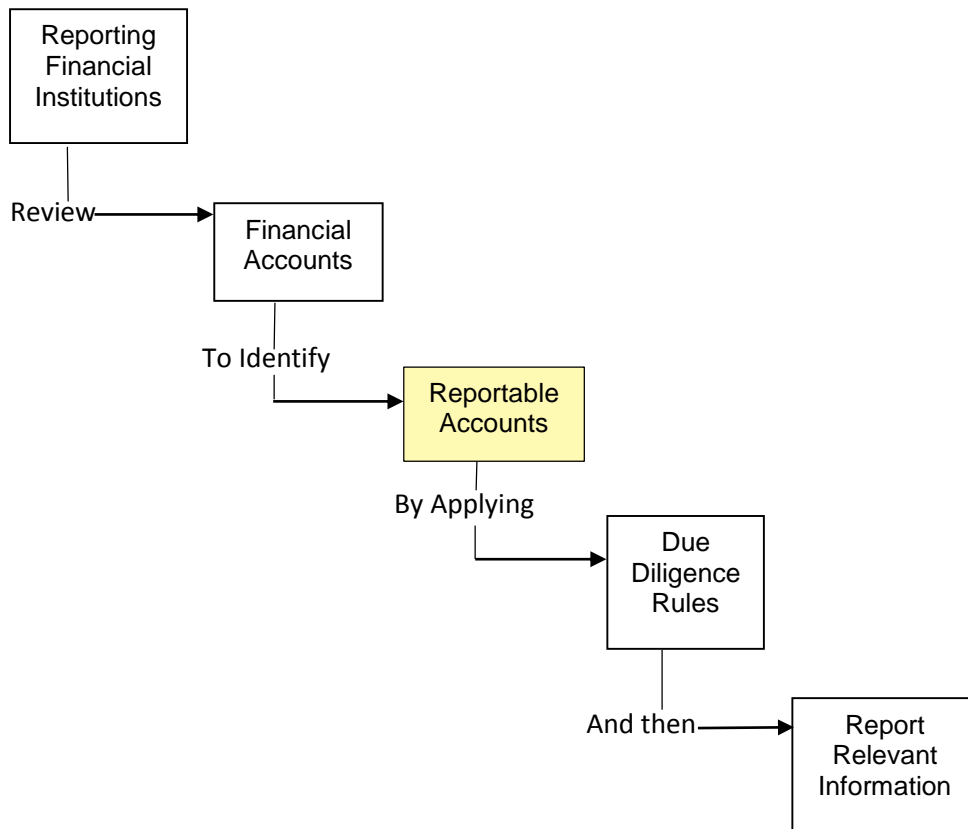 Reporting
Financial
Institutions
Review
Financial
Accounts
To Identify
Reportable
Accounts
By Applying
Due
Diligence
Rules
And then
Report
Relevant
Information